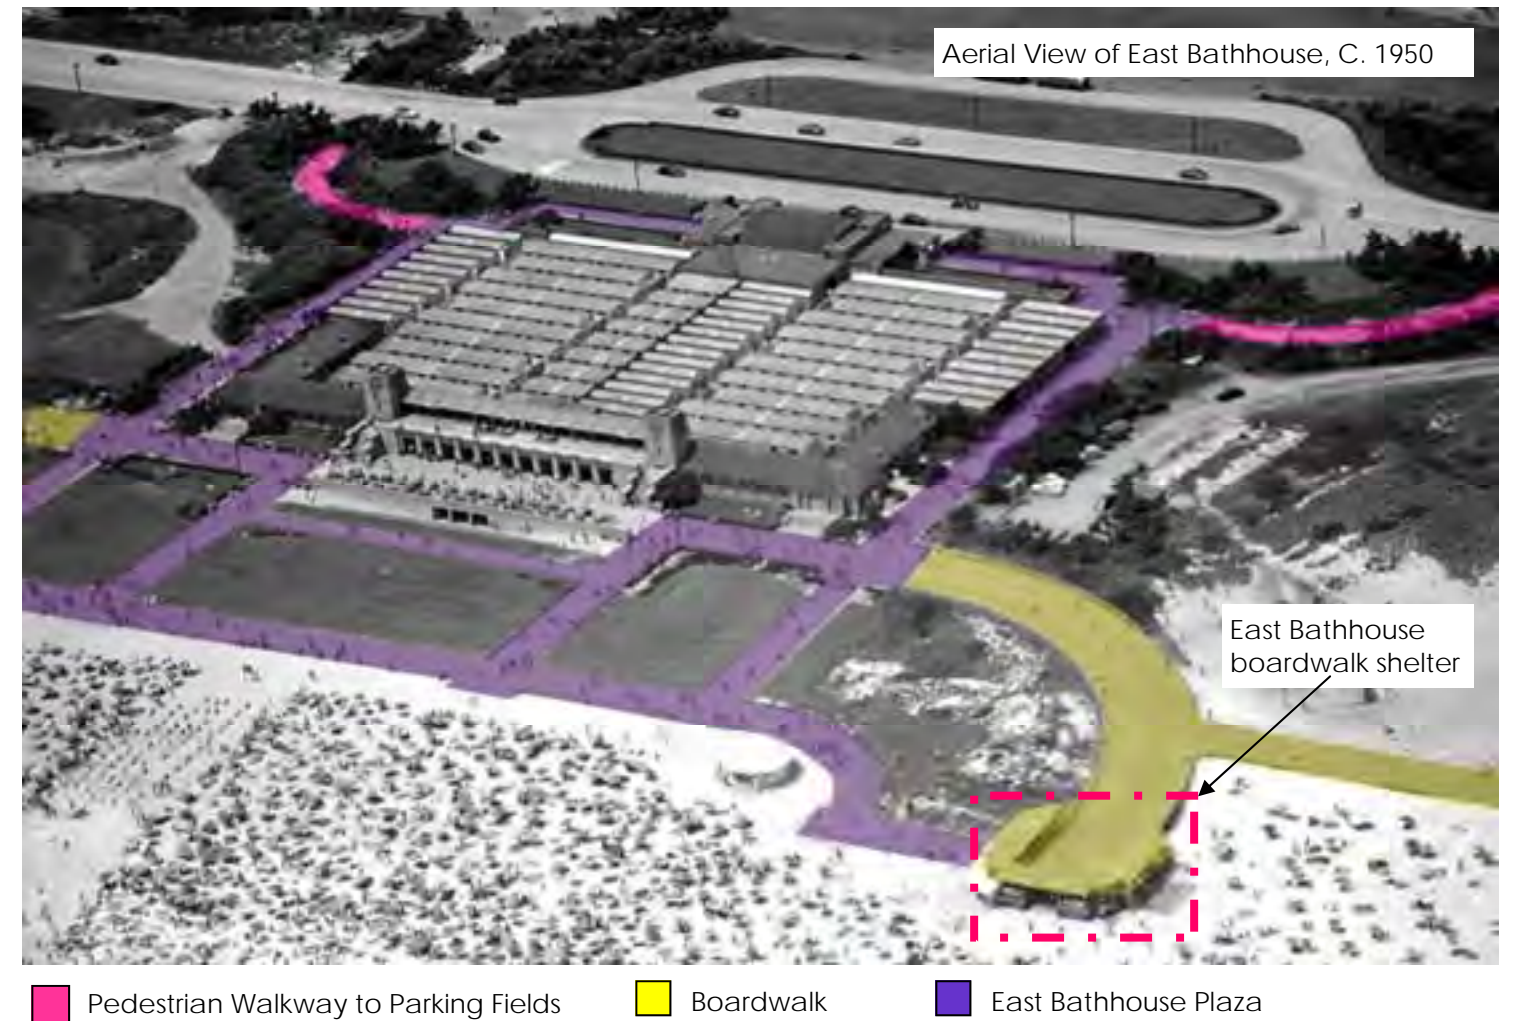 Aerial View of East Bathhouse, C. 1950
East Bathhouse
boardwalk shelter
Pedestrian Walkway to Parking Fields
Boardwalk
East Bathhouse Plaza